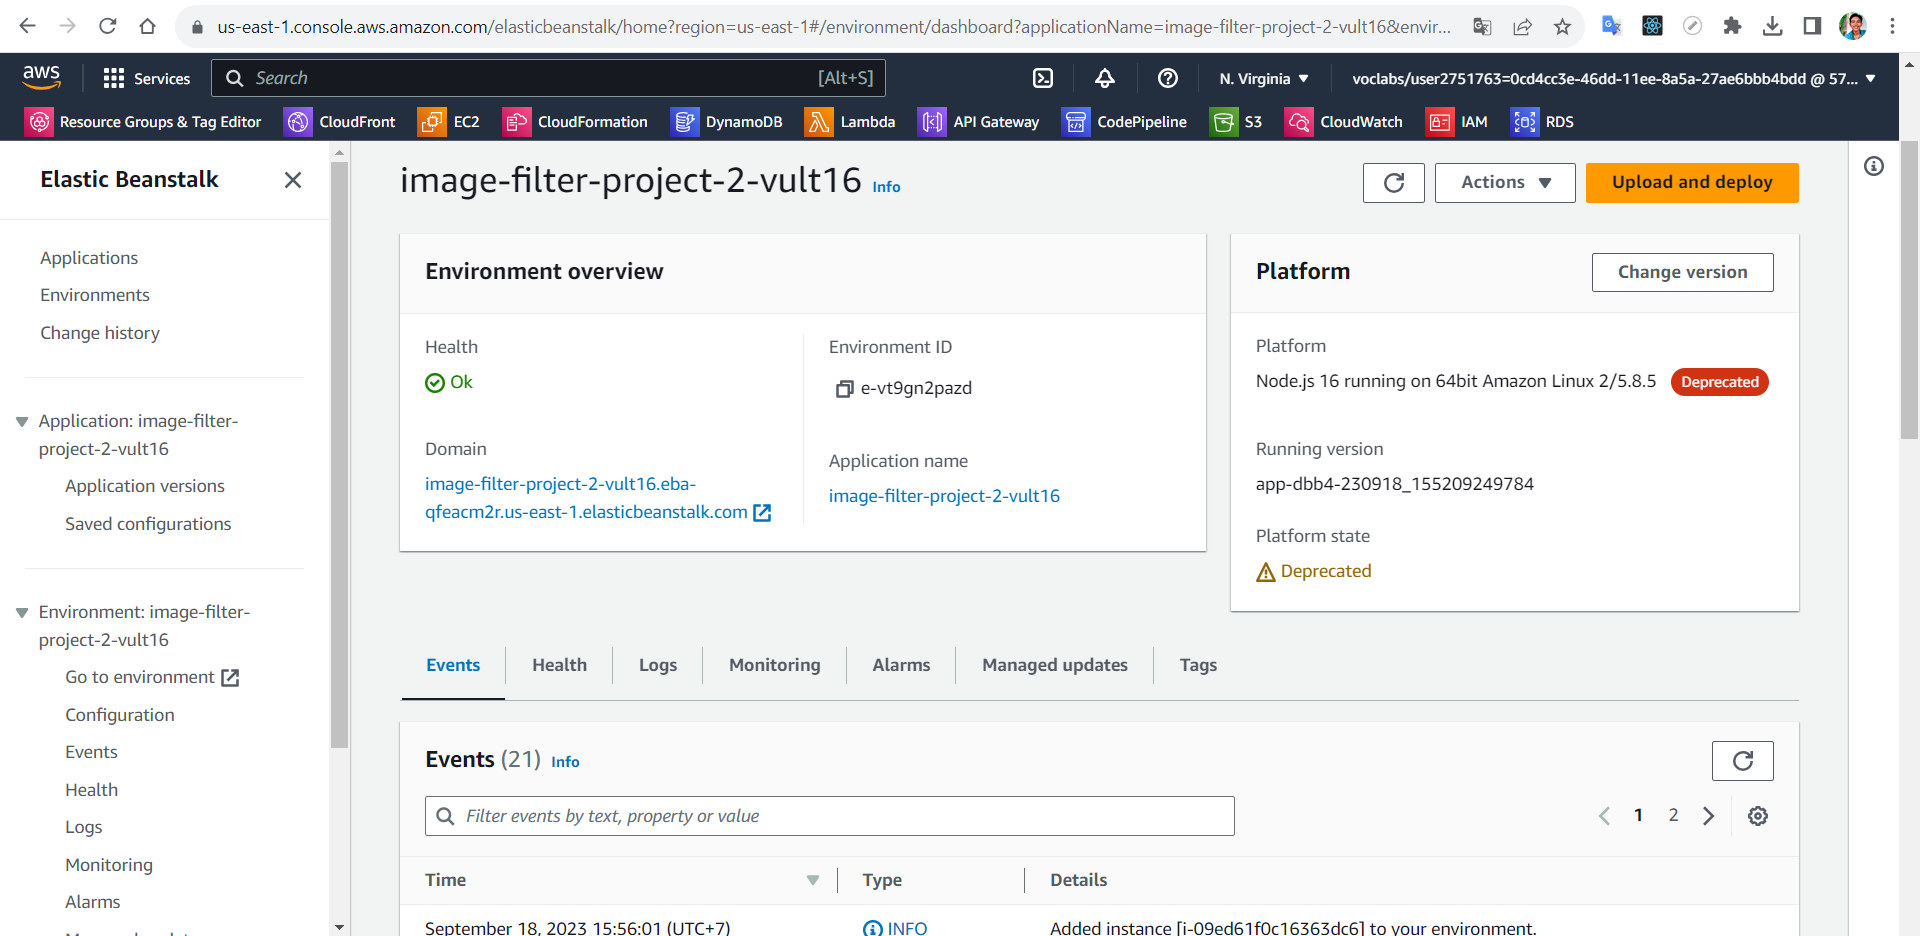 us-east-1.console.aws.amazon.com/elasticbeanstalk/home?region=us-east-1#/environment/dashboard?applicationName=image-filter-project-2-vult16&envir...
aws
Services
Search
[Alt+S]
N. Virginia
voclabs/user2751763=0cd4cc3e-46dd-11ee-8a5a-27ae6bbb4bdd @ 57...
Resource Groups & Tag Editor
CloudFront
EC2
CloudFormation
DynamoDB
Lambda
API Gateway
CodePipeline
S3
CloudWatch
IAM
RDS
Elastic Beanstalk
Applications
Environments
Change history
Application: image-filter-
project-2-vult16
Application versions
Saved configurations
Environment: image-filter-
project-2-vult16
Go to environment
Configuration
Events
Health
Logs
Monitoring
Alarms
image-filter-project-2-vult16 Info
Actions
Upload and deploy
Environment overview
Health
Ok
Environment ID
e-vt9gn2pazd
Domain
image-filter-project-2-vult16.eba-
qfeacm2r.us-east-1.elasticbeanstalk.com
Application name
image-filter-project-2-vult16
Platform
Change version
Platform
Node.js 16 running on 64bit Amazon Linux 2/5.8.5 Deprecated
Running version
app-dbb4-230918_155209249784
Platform state
Deprecated
Events
Health
Logs
Monitoring
Alarms
Managed updates
Tags
Events (21) Info
Filter events by text, property or value
1 2
Time
Type
Details
September 18, 2023 15:56:01 (UTC+7)
INFO
Added instance [i-09ed61f0c16363dc6] to your environment.